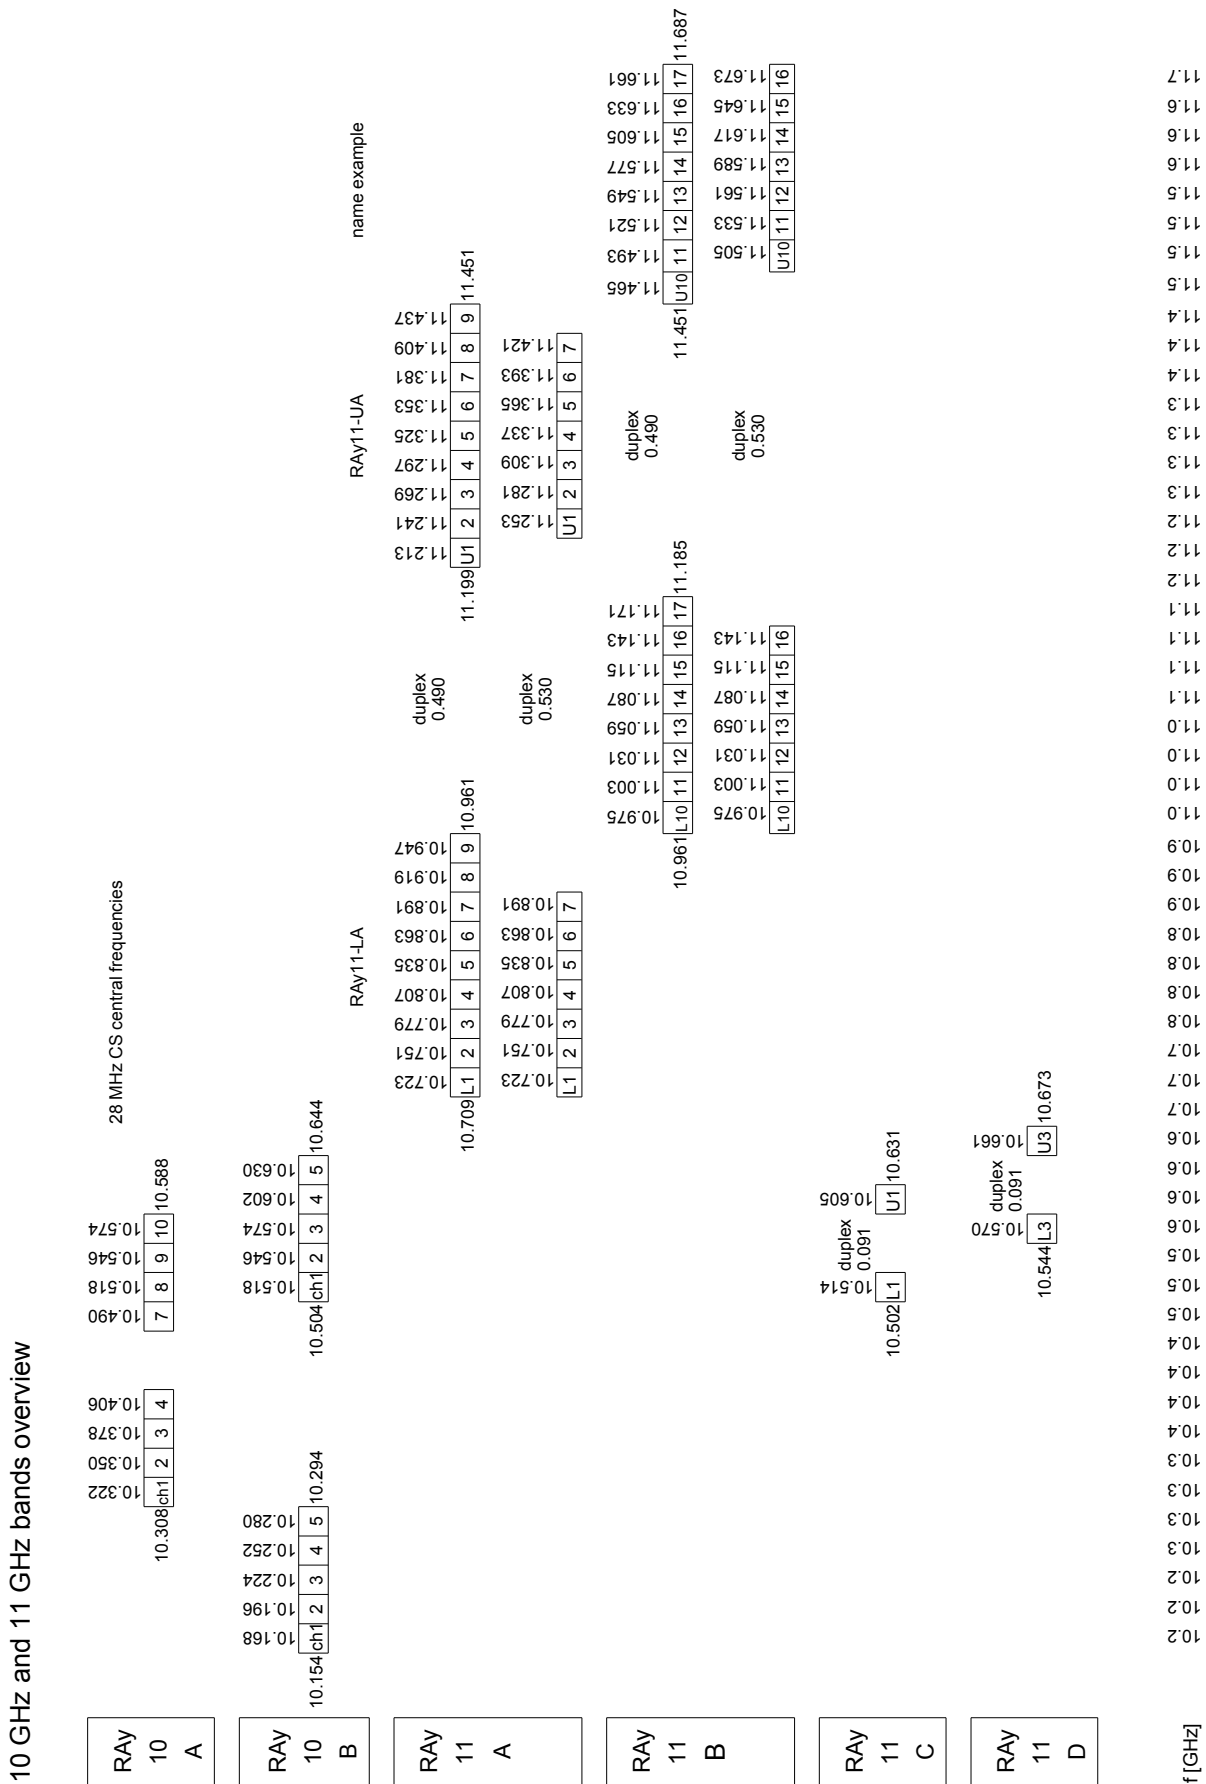 10 GHz and 11 GHz bands overview
28 MHz CS central frequencies
name example
RAy
10
A
10.322 10.350 10.378 10.406 10.490 10.518 10.546 10.574
10.308 ch1 2 3 4 7 8 9 10 10.588
RAy
10
B
10.168 10.196 10.224 10.252 10.280 10.518 10.546 10.574 10.602 10.630
10.154 ch1 2 3 4 5 10.294 10.504 ch1 2 3 4 5 10.644
RAy11-LA RAy11-UA
RAy
11
A
10.723 10.751 10.779 10.807 10.835 10.863 10.891 10.919 10.947
10.709 L1 2 3 4 5 6 7 8 9 10.961
duplex
0.490
11.213 11.241 11.269 11.297 11.325 11.353 11.381 11.409 11.437
11.199 U1 2 3 4 5 6 7 8 9 11.451
10.723 10.751 10.779 10.807 10.835 10.863 10.891
L1 2 3 4 5 6 7
duplex
0.530
11.253 11.281 11.309 11.337 11.365 11.393 11.421
U1 2 3 4 5 6 7
RAy
11
B
10.975 11.003 11.031 11.059 11.087 11.115 11.143 11.171
10.961 L10 11 12 13 14 15 16 17 11.185
duplex
0.490
11.465 11.493 11.521 11.549 11.577 11.605 11.633 11.661
11.451 U10 11 12 13 14 15 16 17 11.687
10.975 11.003 11.031 11.059 11.087 11.115 11.143
L10 11 12 13 14 15 16
duplex
0.530
11.505 11.533 11.561 11.589 11.617 11.645 11.673
U10 11 12 13 14 15 16
RAy
11
C
10.514 10.605
duplex
0.091
10.502 L1 U1 10.631
RAy
11
D
10.570 10.661
duplex
0.091
10.544 L3 U3 10.673
f [GHz] 10.2 10.2 10.2 10.3 10.3 10.3 10.3 10.4 10.4 10.4 10.4 10.5 10.5 10.5 10.6 10.6 10.6 10.6 10.7 10.7 10.7 10.8 10.8 10.8 10.8 10.9 10.9 10.9 11.0 11.0 11.0 11.0 11.1 11.1 11.1 11.1 11.2 11.2 11.2 11.3 11.3 11.3 11.3 11.4 11.4 11.4 11.5 11.5 11.5 11.5 11.6 11.6 11.6 11.7